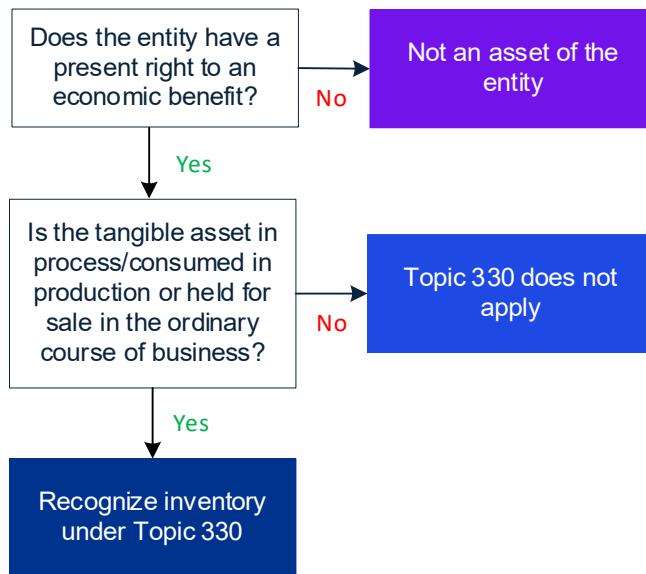 Does the entity have a
present right to an
economic benefit?
No
Not an asset of the
entity
Yes
Is the tangible asset in
process/consumed in
production or held for
sale in the ordinary
course of business?
No
Topic 330 does not
apply
Yes
Recognize inventory
under Topic 330